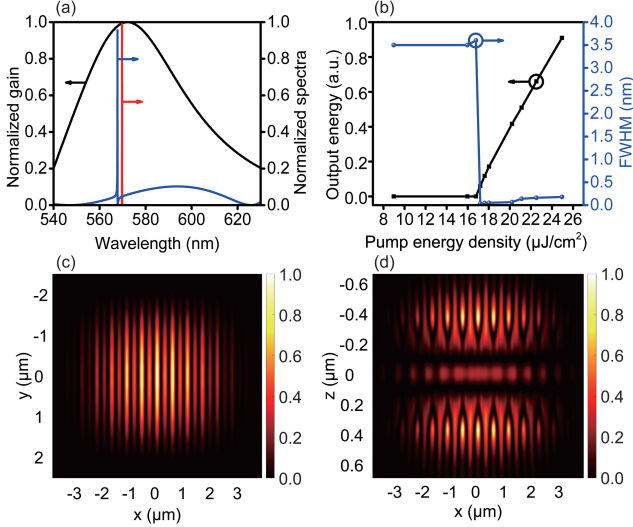 (a)
Normalized gain
1.0
0.8
0.6
0.4
0.2
0.0
540 560 580 600 620
Wavelength (nm)
1.0
0.8
0.6
0.4
0.2
0.0
Normalized spectra
(b)
Output energy (a.u.)
1.0
0.8
0.6
0.4
0.2
0.0
8 10 12 14 16 18 20 22 24 26
Pump energy density (μJ/cm²)
4.0
3.5
3.0
2.5
2.0
1.5
1.0
0.5
0.0
FWHM (nm)
(c)
y (μm)
-2
-1
0
1
2
-3 -2 -1 0 1 2 3
x (μm)
1.0
0.8
0.6
0.4
0.2
0.0
(d)
z (μm)
-0.6
-0.4
-0.2
0
0.2
0.4
0.6
-3 -2 -1 0 1 2 3
x (μm)
1.0
0.8
0.6
0.4
0.2
0.0